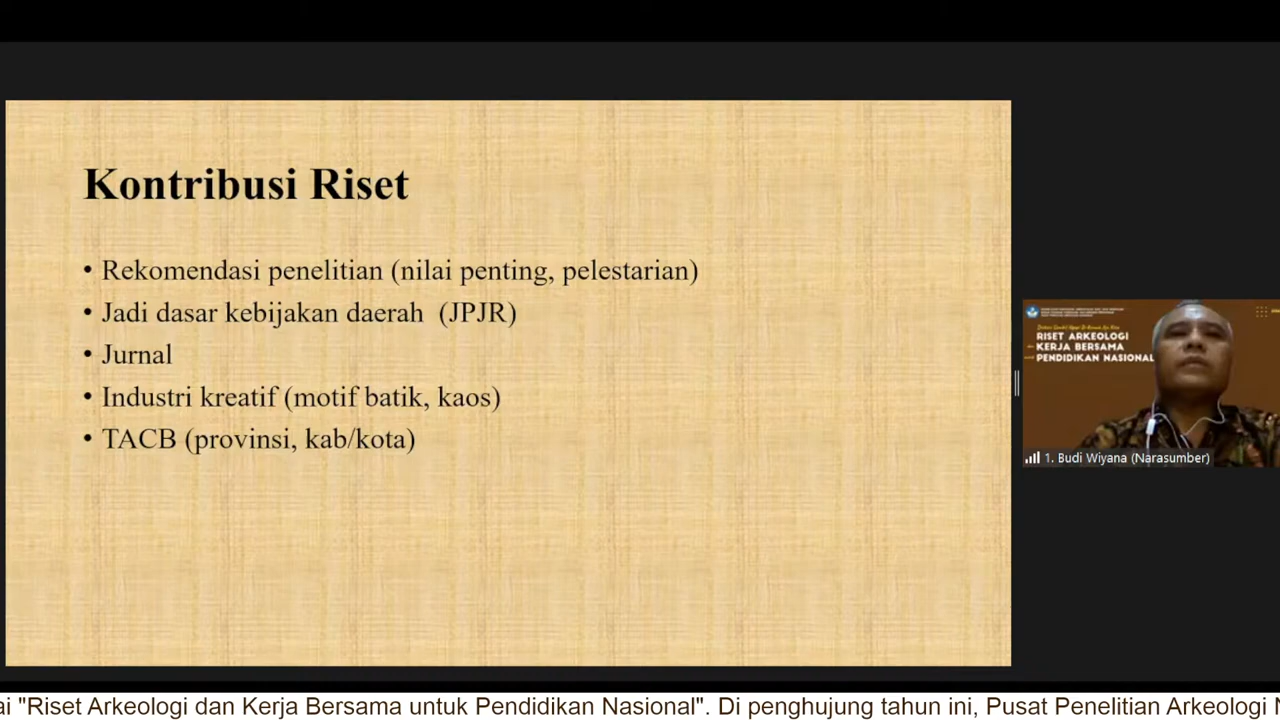 Kontribusi Riset
• Rekomendasi penelitian (nilai penting, pelestarian)
• Jadi dasar kebijakan daerah (JPJR)
• Jurnal
• Industri kreatif (motif batik, kaos)
• TACB (provinsi, kab/kota)
RISET ARKEOLOGI
KERJA BERSAMA
PENDIDIKAN NASIONAL
1. Budi Wiyana (Narasumber)
ai "Riset Arkeologi dan Kerja Bersama untuk Pendidikan Nasional". Di penghujung tahun ini, Pusat Penelitian Arkeologi